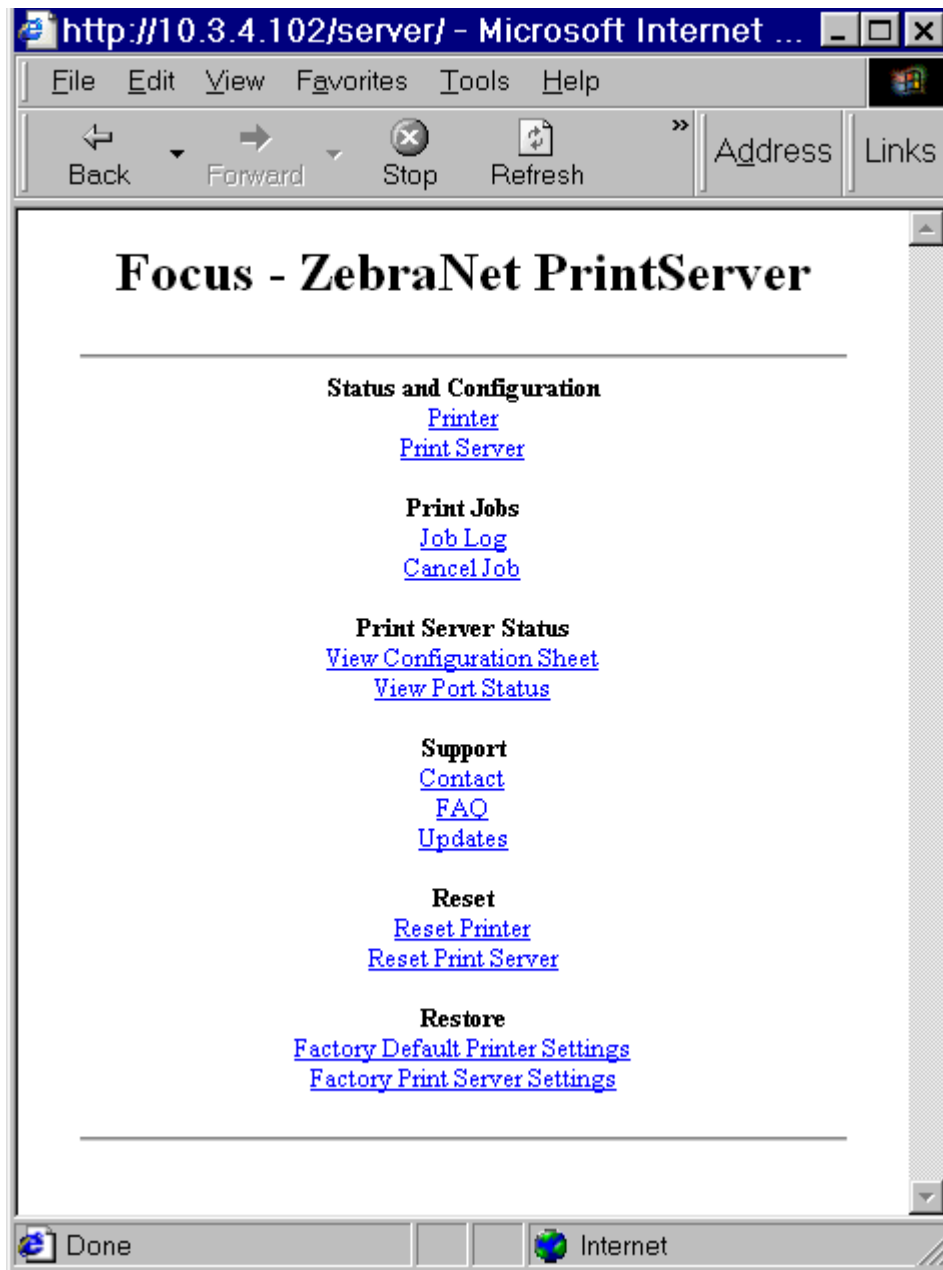 http://10.3.4.102/server/ - Microsoft Internet ...
File Edit View Favorites Tools Help
Back Forward Stop Refresh » Address Links
Focus - ZebraNet PrintServer
Status and Configuration
Printer
Print Server
Print Jobs
Job Log
Cancel Job
Print Server Status
View Configuration Sheet
View Port Status
Support
Contact
FAQ
Updates
Reset
Reset Printer
Reset Print Server
Restore
Factory Default Printer Settings
Factory Print Server Settings
Done Internet